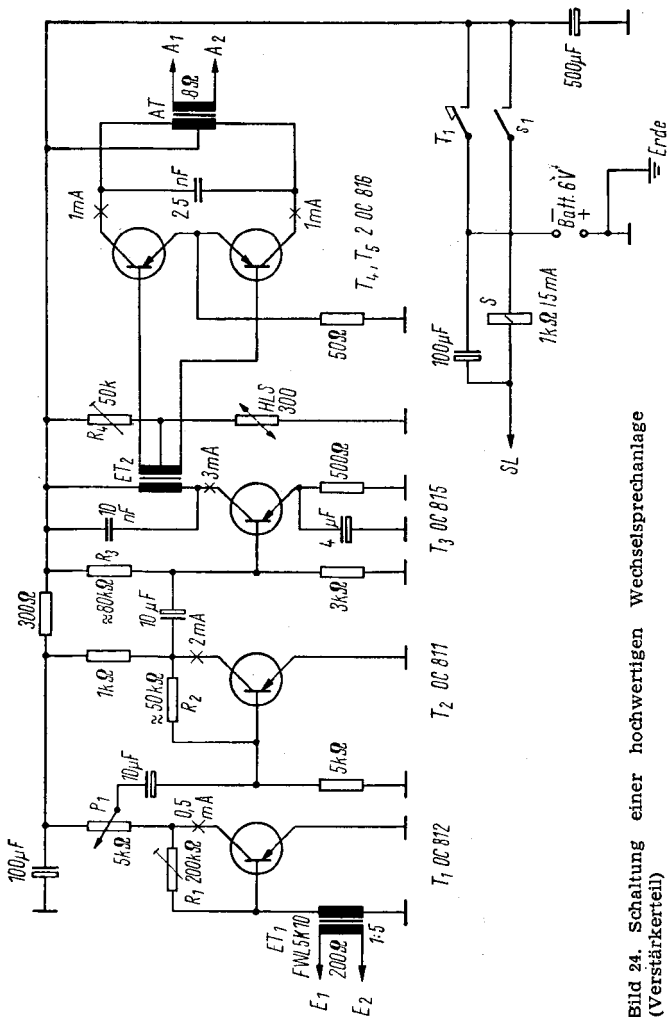 100µF
300Ω
P₁
5kΩ
10µF
0,5
mA
R₁ 200kΩ
ET₁
FWL5K10
200Ω
1:5
E₁
E₂
T₁ OC 812
5kΩ
1kΩ
2mA
≈50kΩ
R₂
T₂ OC 811
10µF
≈80kΩ
R₃
3kΩ
10
nF
ET₂
3mA
4
µF
500Ω
T₃ OC 815
R₄
50k
HLS
300
50Ω
1mA
25 nF
1mA
T₄, T₅ 2 OC 816
AT
8Ω
A₁
A₂
T₁
s₁
500µF
100µF
S
1kΩ 15mA
SL
−
Batt. 6V
+
Erde
Bild 24. Schaltung einer hochwertigen Wechselsprechanlage
(Verstärkerteil)